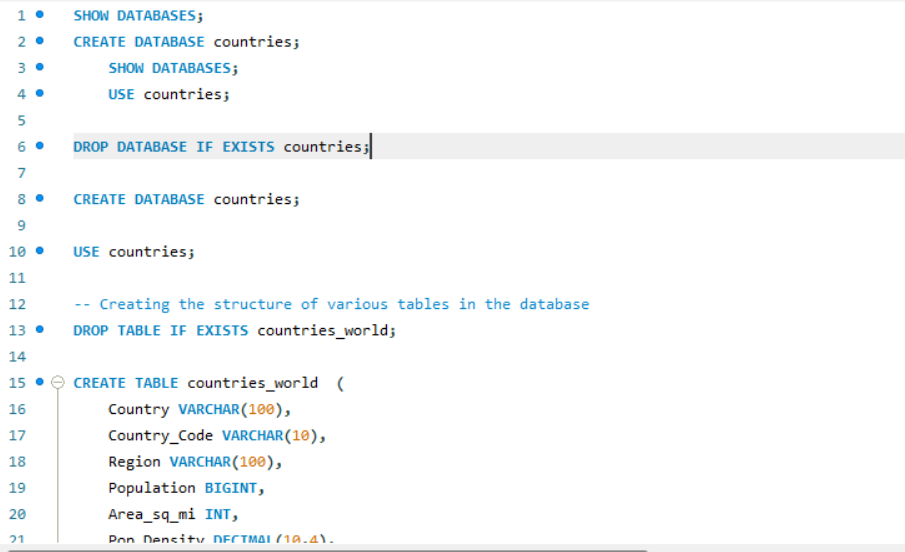 1 SHOW DATABASES;
2 CREATE DATABASE countries;
3 SHOW DATABASES;
4 USE countries;
5
6 DROP DATABASE IF EXISTS countries;
7
8 CREATE DATABASE countries;
9
10 USE countries;
11
12 -- Creating the structure of various tables in the database
13 DROP TABLE IF EXISTS countries_world;
14
15 CREATE TABLE countries_world  (
16 Country VARCHAR(100),
17 Country_Code VARCHAR(10),
18 Region VARCHAR(100),
19 Population BIGINT,
20 Area_sq_mi INT,
21 Pop_Density DECIMAL(10,4),